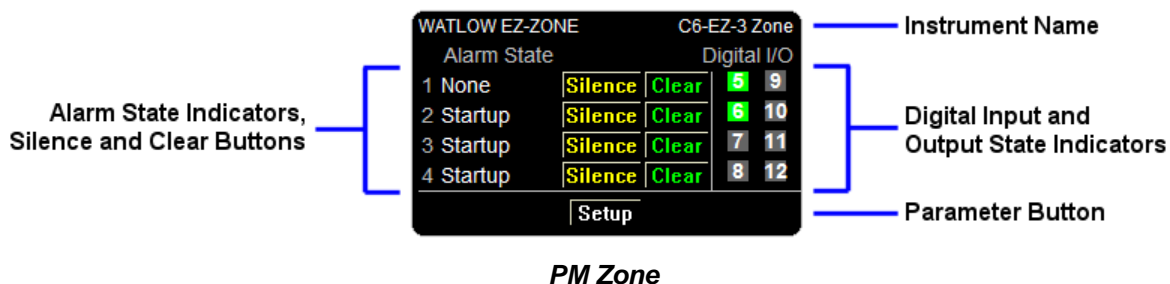 WATLOW EZ-ZONE C6-EZ-3 Zone
Instrument Name
Alarm State Digital I/O
1 None Silence Clear 5 9
2 Startup Silence Clear 6 10
3 Startup Silence Clear 7 11
4 Startup Silence Clear 8 12
Alarm State Indicators,
Silence and Clear Buttons
Digital Input and
Output State Indicators
Setup
Parameter Button
PM Zone